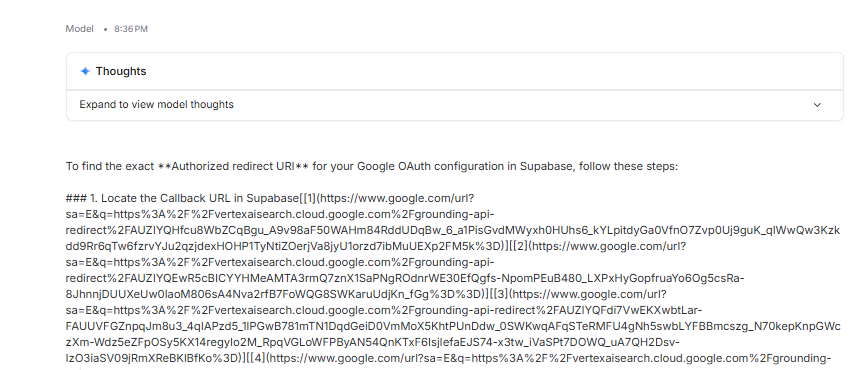 Model • 8:36 PM
Thoughts
Expand to view model thoughts
To find the exact **Authorized redirect URI** for your Google OAuth configuration in Supabase, follow these steps:
### 1. Locate the Callback URL in Supabase[[1](https://www.google.com/url?
sa=E&q=https%3A%2F%2Fvertexaisearch.cloud.google.com%2Fgrounding-api-
redirect%2FAUZIYQHfcu8WbZCqBgu_A9v98aF50WAHm84RddUDqBw_6_a1PisGvdMWyxh0HUhs6_kYLpitdyGa0VfnO7Zvp0Uj9guK_qlWwQw3Kzk
dd9Rr6qTw6fzrvYJu2qzjdexHOHP1TyNtiZOerjVa8jyU1orzd7ibMuUEXp2FM5k%3D)][[2](https://www.google.com/url?
sa=E&q=https%3A%2F%2Fvertexaisearch.cloud.google.com%2Fgrounding-api-
redirect%2FAUZIYQEwR5cBICYYHMeAMTA3rmQ7znX1SaPNgROdnrWE30EfQgfs-NpomPEuB480_LXPxHyGopfruaYo6Og5csRa-
8JhnnjDUUXeUw0IaoM806sA4Nva2rfB7FoWQG8SWKaruUdjKn_fGg%3D%3D)][[3](https://www.google.com/url?
sa=E&q=https%3A%2F%2Fvertexaisearch.cloud.google.com%2Fgrounding-api-redirect%2FAUZIYQFdi7VwEKXwbtLar-
FAUUVFGZnpqJm8u3_4qIAPzd5_1lPGwB781mTN1DqdGeiD0VmMoX5KhtPUnDdw_0SWKwqAFqSTeRMFU4gNh5swbLYFBBmcszg_N70kepKnpGWc
zXm-Wdz5eZFpOSy5KX14regyIo2M_RpqVGLoWFPByAN54QnKTxF6IsjIefaEJS74-x3tw_iVaSPt7DOWQ_uA7QH2Dsv-
IzO3iaSV09jRmXReBKlBfKo%3D)][[4](https://www.google.com/url?sa=E&q=https%3A%2F%2Fvertexaisearch.cloud.google.com%2Fgrounding-